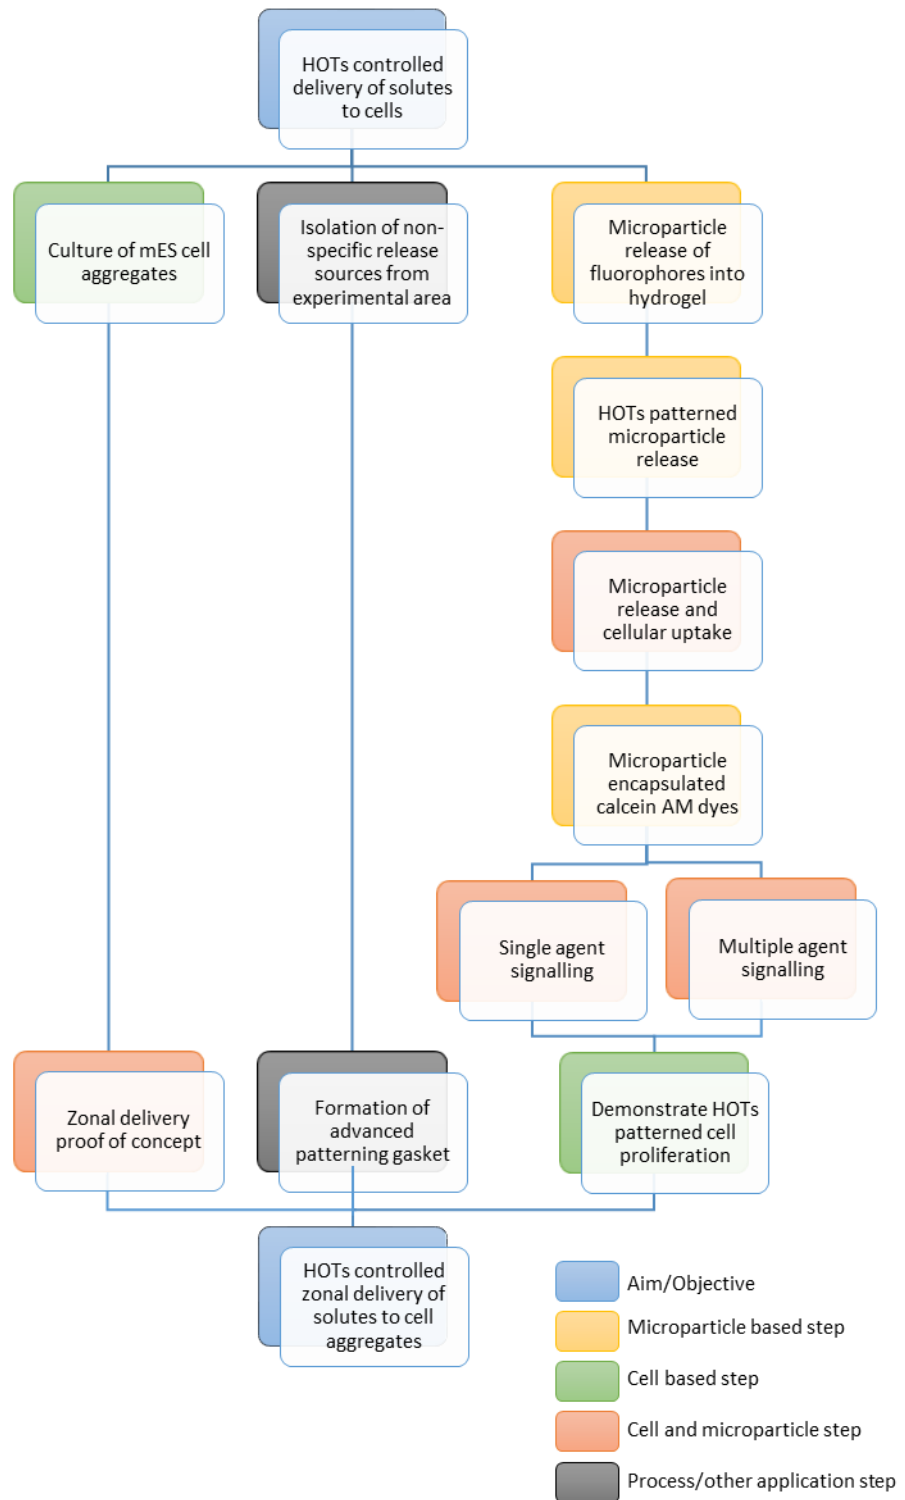 HOTs controlled
delivery of solutes
to cells
Culture of mES cell
aggregates
Isolation of non-
specific release
sources from
experimental area
Microparticle
release of
fluorophores into
hydrogel
HOTs patterned
microparticle
release
Microparticle
release and
cellular uptake
Microparticle
encapsulated
calcein AM dyes
Single agent
signalling
Multiple agent
signalling
Zonal delivery
proof of concept
Formation of
advanced
patterning gasket
Demonstrate HOTs
patterned cell
proliferation
HOTs controlled
zonal delivery of
solutes to cell
aggregates
Aim/Objective
Microparticle based step
Cell based step
Cell and microparticle step
Process/other application step